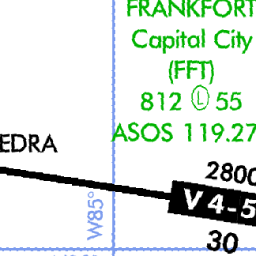 FRANKFORT
Capital City
(FFT)
812 Ⓛ 55
ASOS 119.27
EDRA
2800
V 4-5
W85°
30